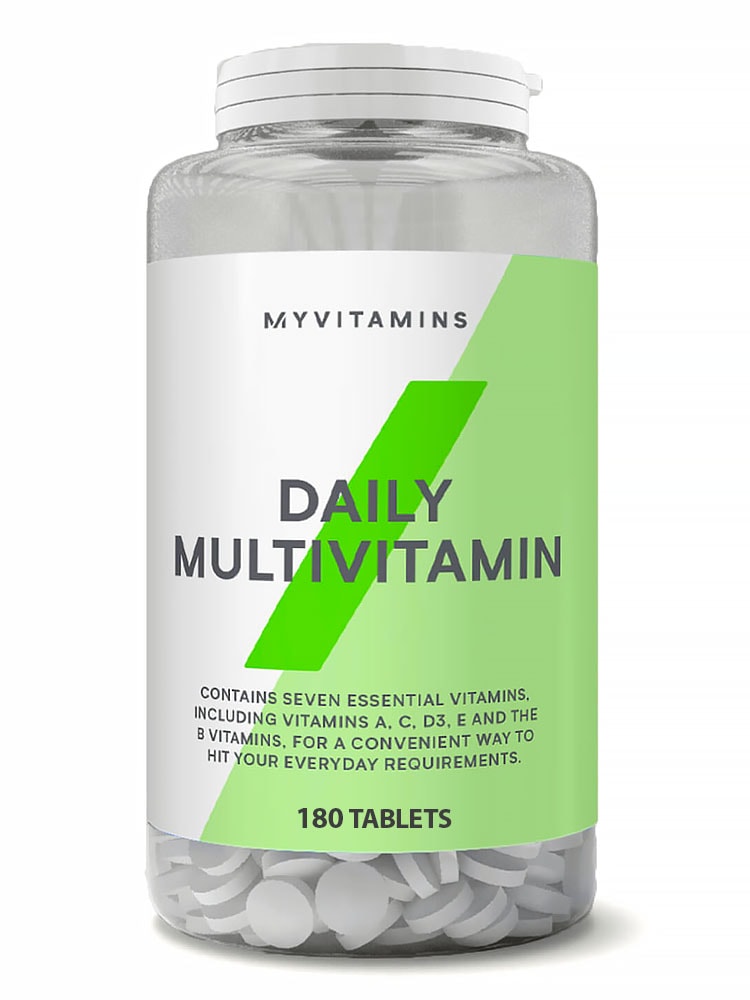 MYVITAMINS
DAILY
MULTIVITAMIN
CONTAINS SEVEN ESSENTIAL VITAMINS,
INCLUDING VITAMINS A, C, D3, E AND THE
B VITAMINS, FOR A CONVENIENT WAY TO
HIT YOUR EVERYDAY REQUIREMENTS.
180 TABLETS